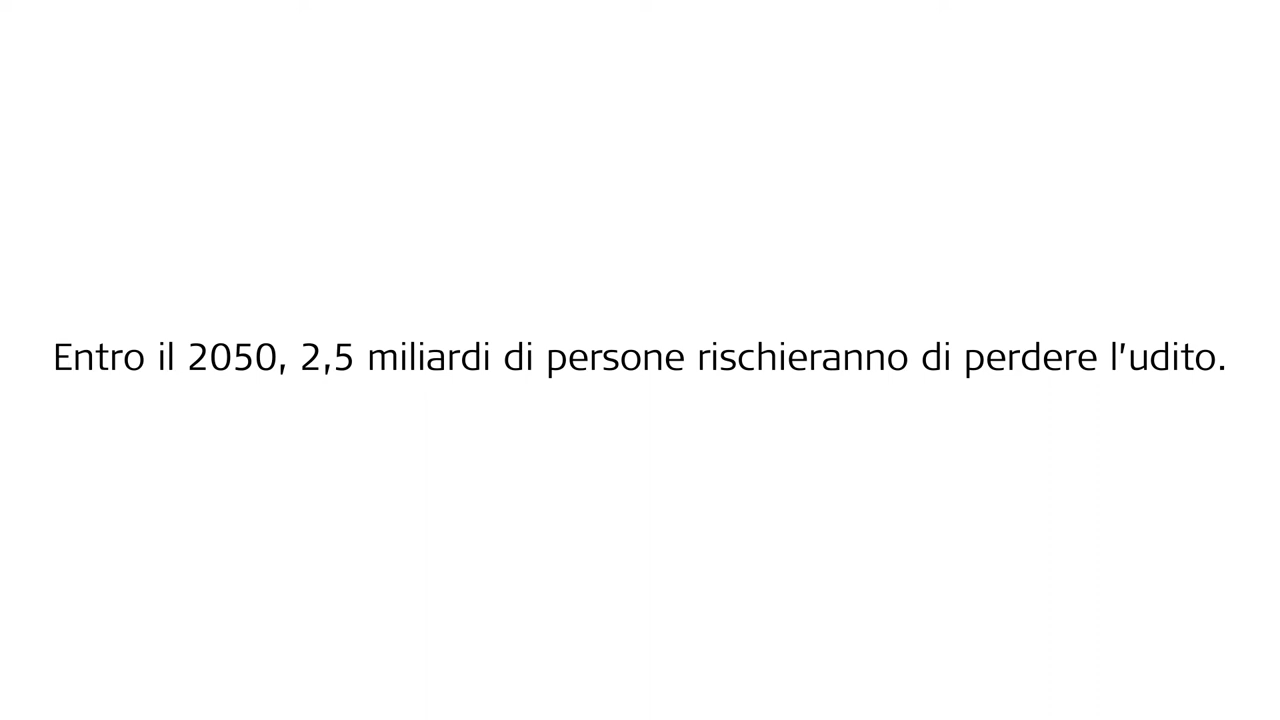 Entro il 2050, 2,5 miliardi di persone rischieranno di perdere l'udito.